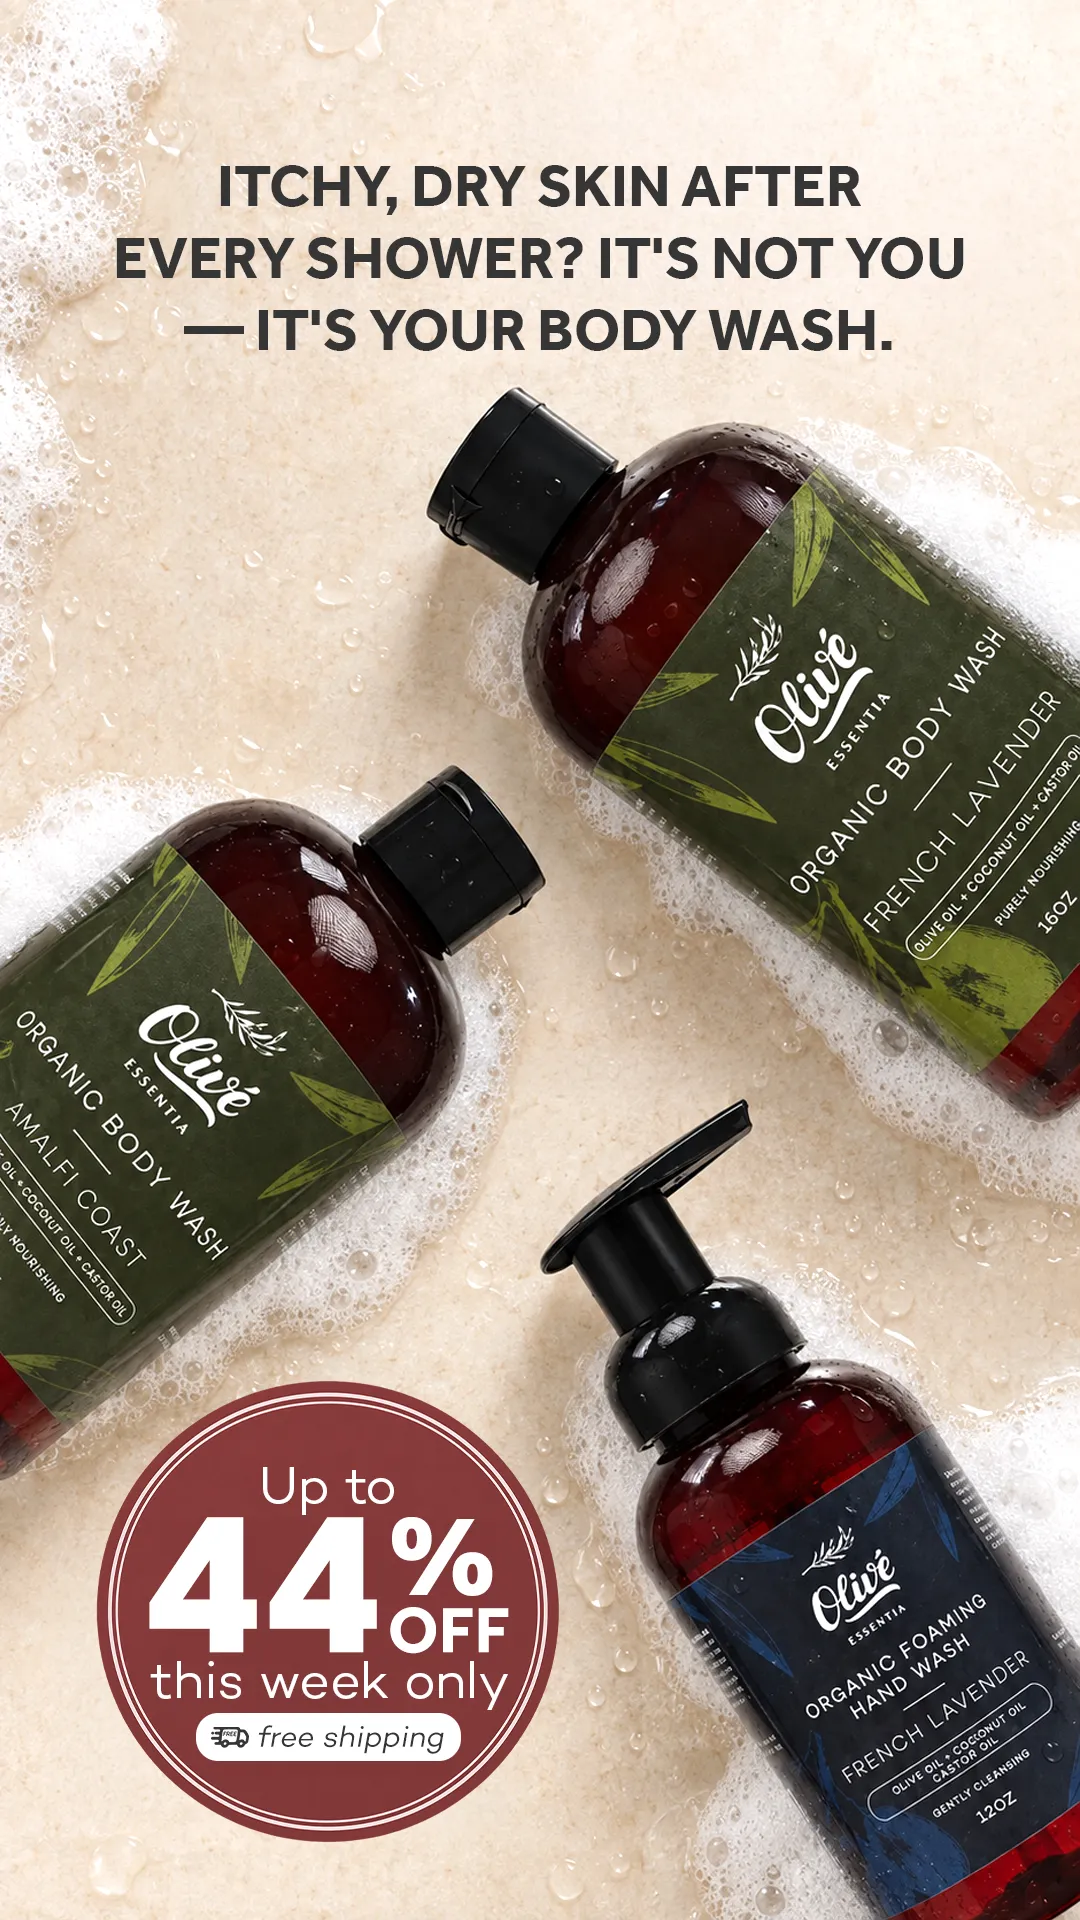 ITCHY, DRY SKIN AFTER
EVERY SHOWER? IT'S NOT YOU
— IT'S YOUR BODY WASH.
Olivé
ESSENTIA
ORGANIC BODY WASH
FRENCH LAVENDER
OLIVE OIL + COCONUT OIL + CASTOR OIL
PURELY NOURISHING
16OZ
Olivé
ESSENTIA
ORGANIC BODY WASH
AMALFI COAST
OIL + COCONUT OIL + CASTOR OIL
NOURISHING
Up to
44% OFF
this week only
FREE
free shipping
Olivé
ESSENTIA
ORGANIC FOAMING
HAND WASH
FRENCH LAVENDER
OLIVE OIL + COCONUT OIL
CASTOR OIL
GENTLY CLEANSING
12OZ